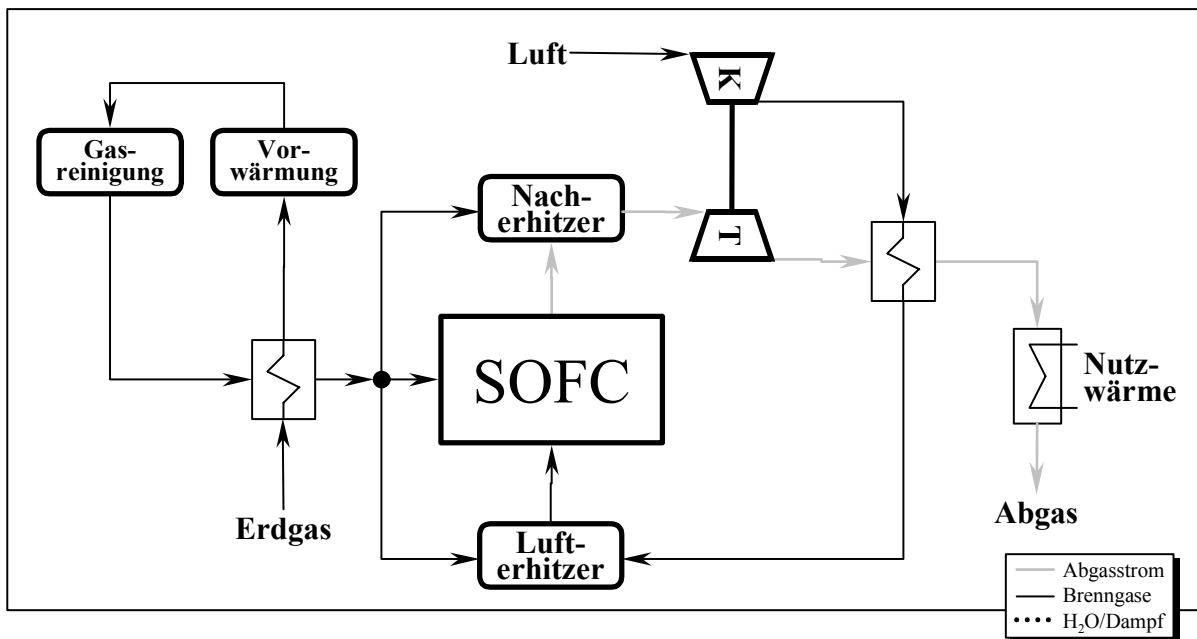 Luft
K
Gas-
reinigung
Vor-
wärmung
Nach-
erhitzer
T
SOFC
Nutz-
wärme
Erdgas
Luft-
erhitzer
Abgas
Abgasstrom
Brenngase
H₂O/Dampf